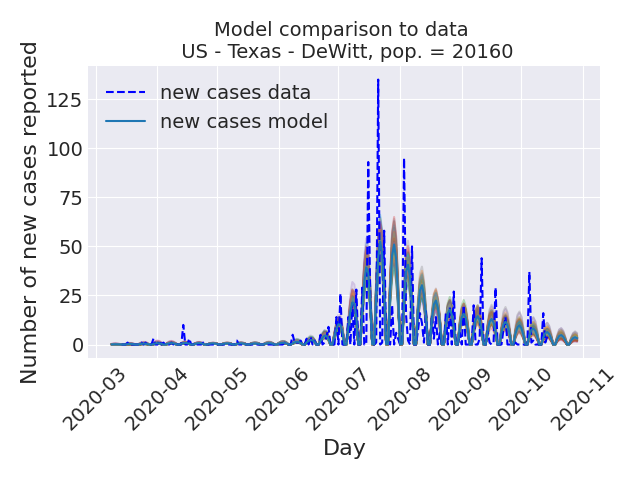 Model comparison to data
US - Texas - DeWitt, pop. = 20160
new cases data
new cases model
Number of new cases reported
125
100
75
50
25
0
2020-03
2020-04
2020-05
2020-06
2020-07
2020-08
2020-09
2020-10
2020-11
Day